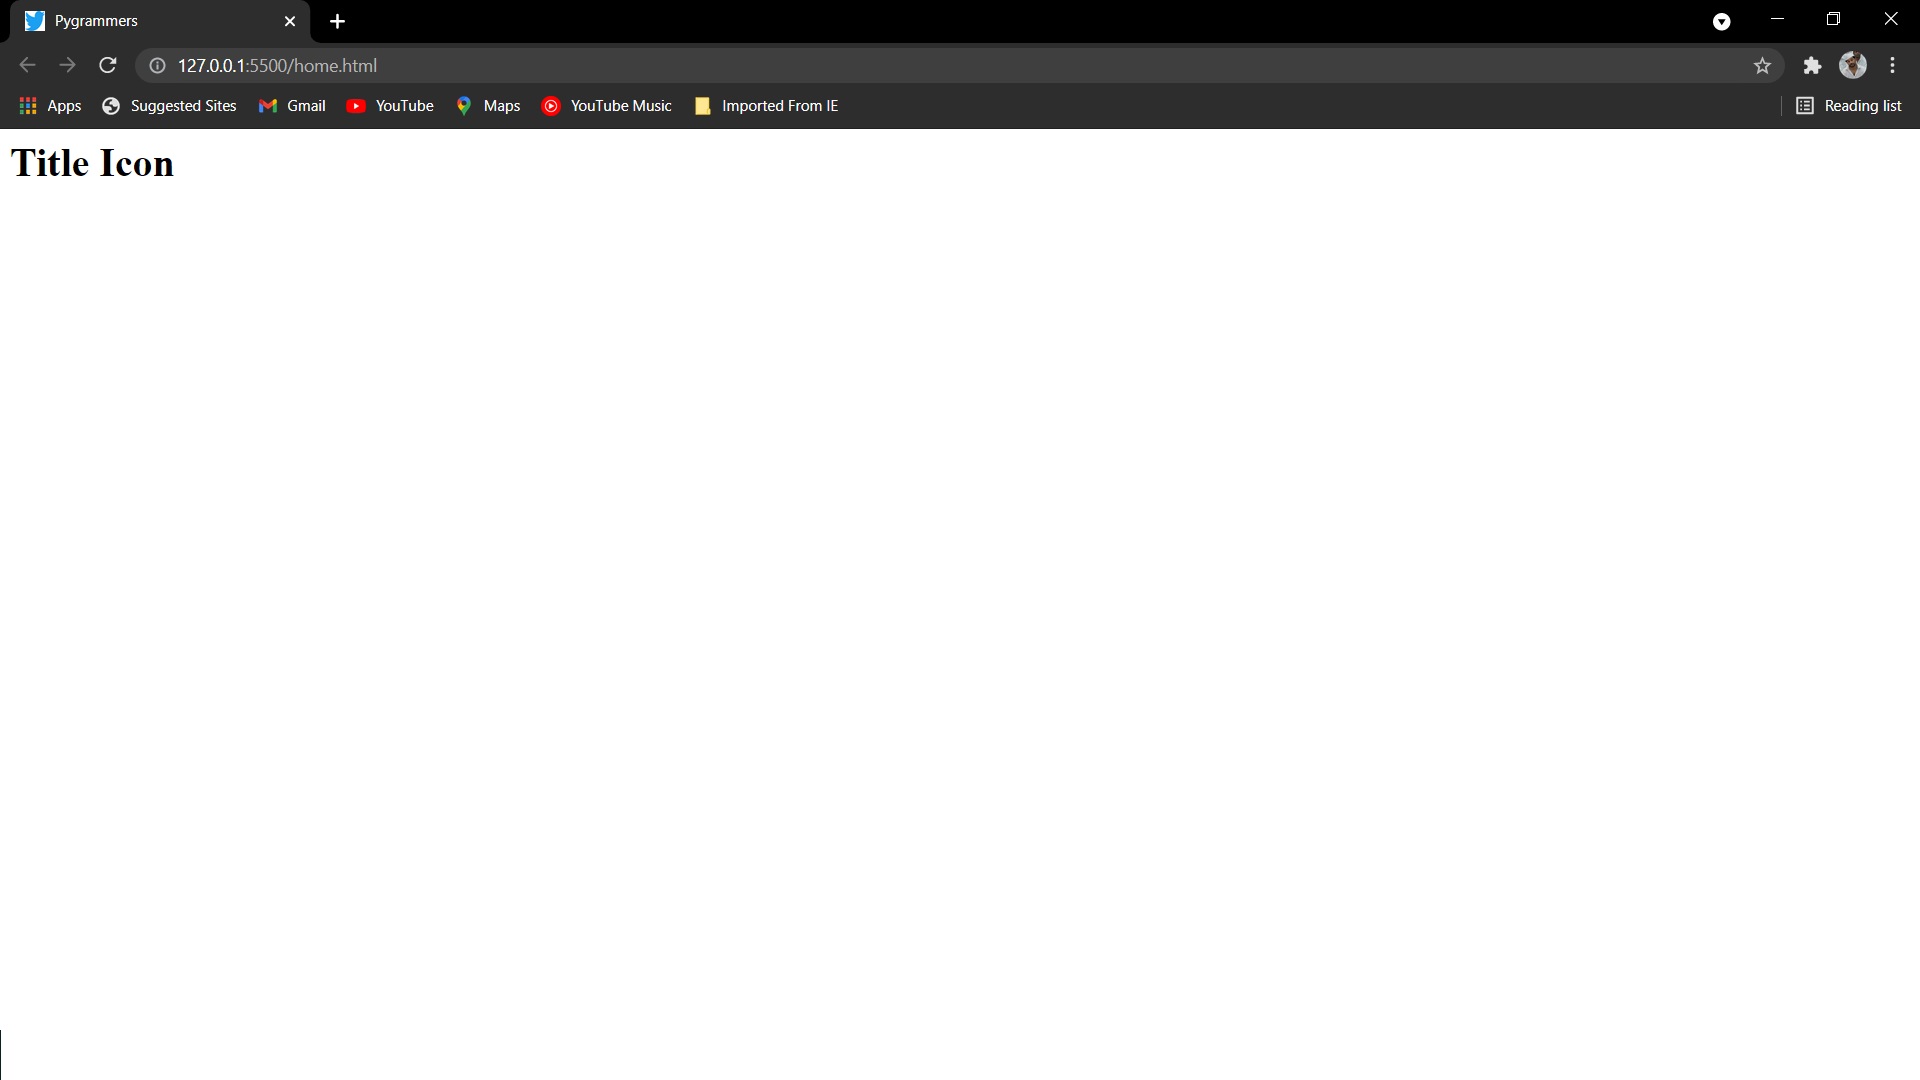 Pygrammers
127.0.0.1:5500/home.html
Apps Suggested Sites Gmail YouTube Maps YouTube Music Imported From IE Reading list
Title Icon